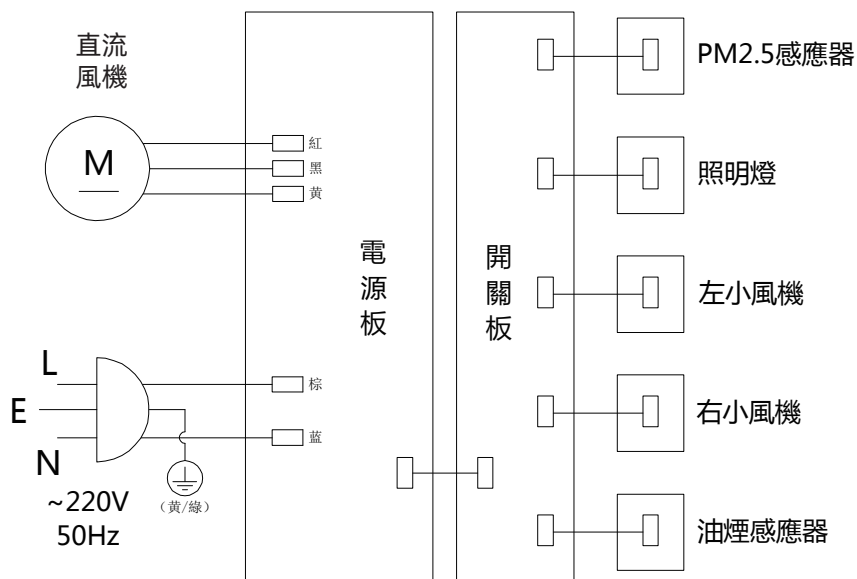 直流
風機
M
紅
黑
黄
L
E
N
~220V
50Hz
棕
蓝
(黄/綠)
電源板
開關板
PM2.5感應器
照明燈
左小風機
右小風機
油煙感應器